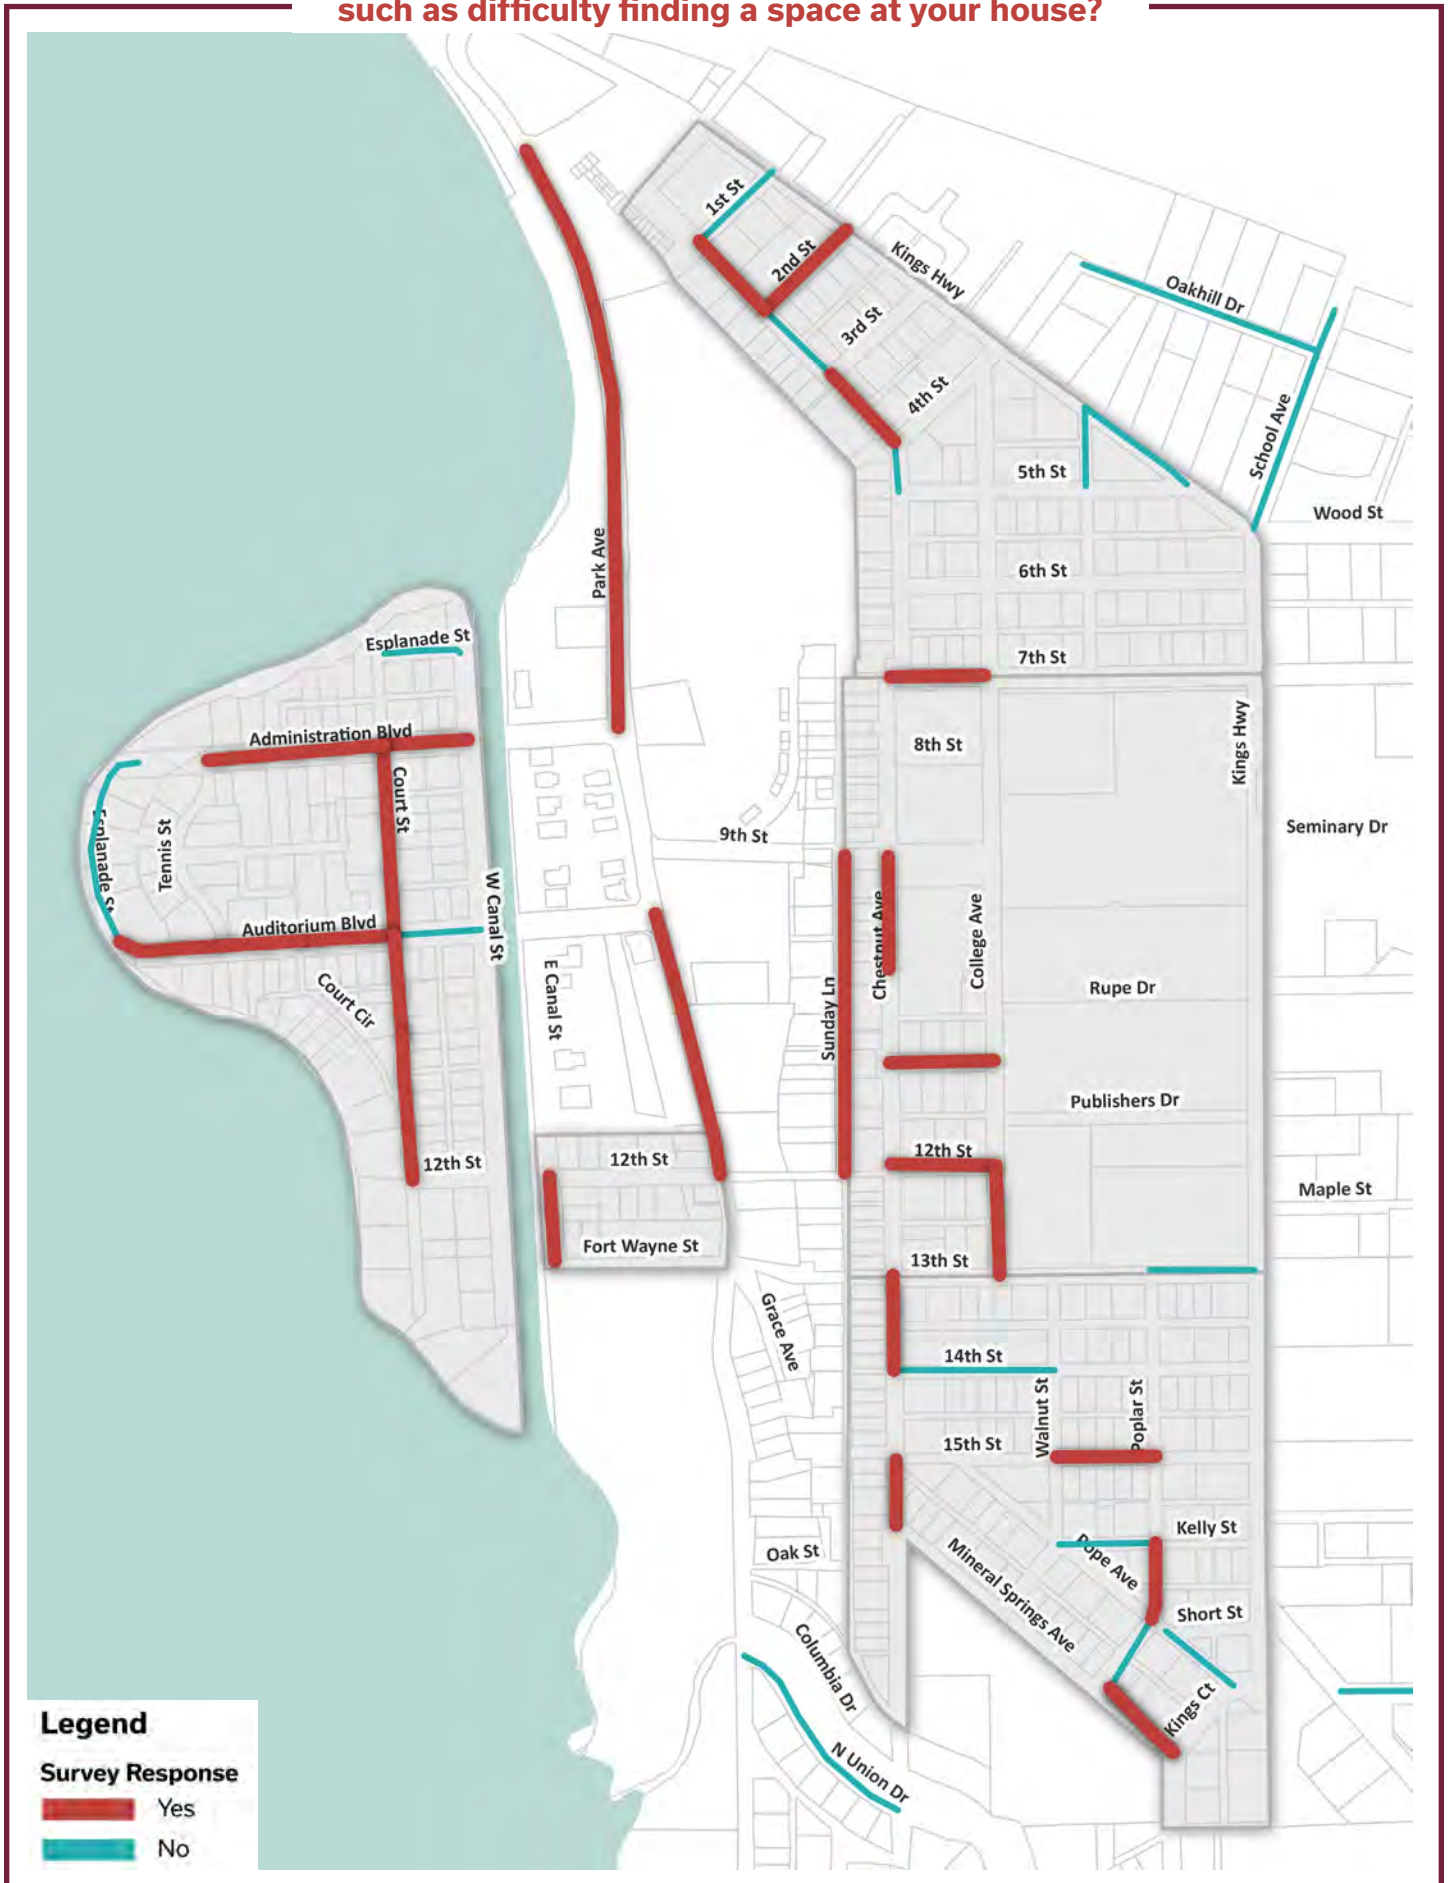 such as difficulty finding a space at your house?
1st St
2nd St
Kings Hwy
3rd St
Oakhill Dr
4th St
School Ave
5th St
Wood St
Park Ave
6th St
Esplanade St
7th St
Administration Blvd
8th St
Kings Hwy
Court St
9th St
Seminary Dr
Esplanade St
Tennis St
W Canal St
Auditorium Blvd
Chestnut Ave
College Ave
Court Cir
E Canal St
Sunday Ln
Rupe Dr
Publishers Dr
12th St
12th St
12th St
Maple St
Fort Wayne St
13th St
Grace Ave
14th St
Walnut St
Poplar St
15th St
Kelly St
Oak St
Pope Ave
Mineral Springs Ave
Short St
Columbia Dr
Kings Ct
N Union Dr
Legend
Survey Response
Yes
No